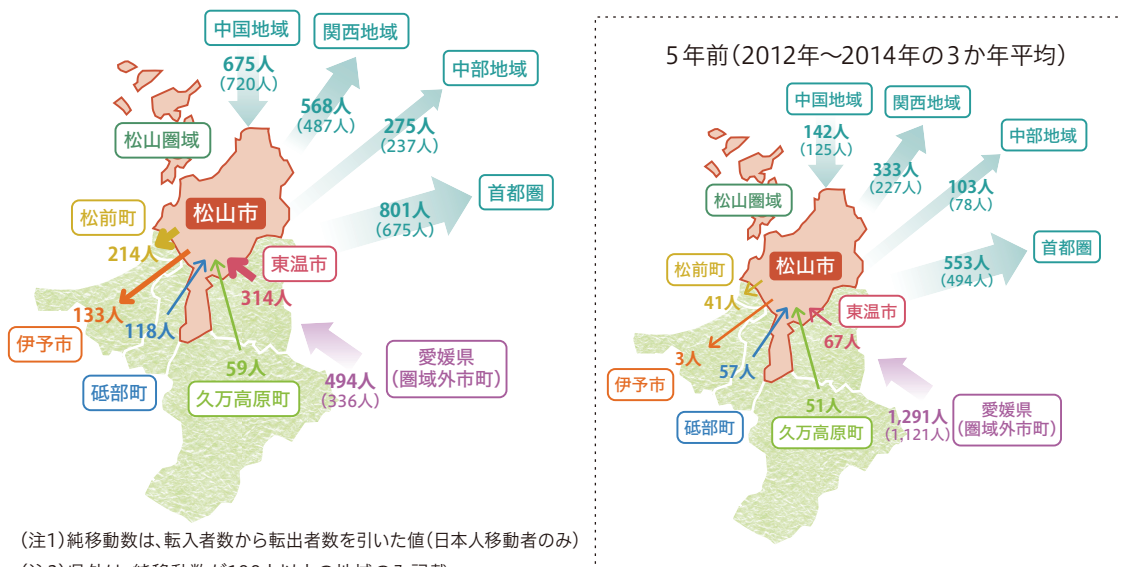 中国地域
関西地域
中部地域
675人
(720人)
568人
(487人)
275人
(237人)
松山圏域
首都圏
801人
(675人)
松前町
松山市
214人
東温市
314人
133人
118人
伊予市
59人
愛媛県
(圏域外市町)
494人
(336人)
砥部町
久万高原町
(注1)純移動数は、転入者数から転出者数を引いた値(日本人移動者のみ)
5年前(2012年〜2014年の3か年平均)
中国地域
関西地域
中部地域
142人
(125人)
333人
(227人)
103人
(78人)
松山圏域
首都圏
553人
(494人)
松前町
松山市
41人
東温市
67人
3人
57人
伊予市
51人
愛媛県
(圏域外市町)
1,291人
(1,121人)
砥部町
久万高原町